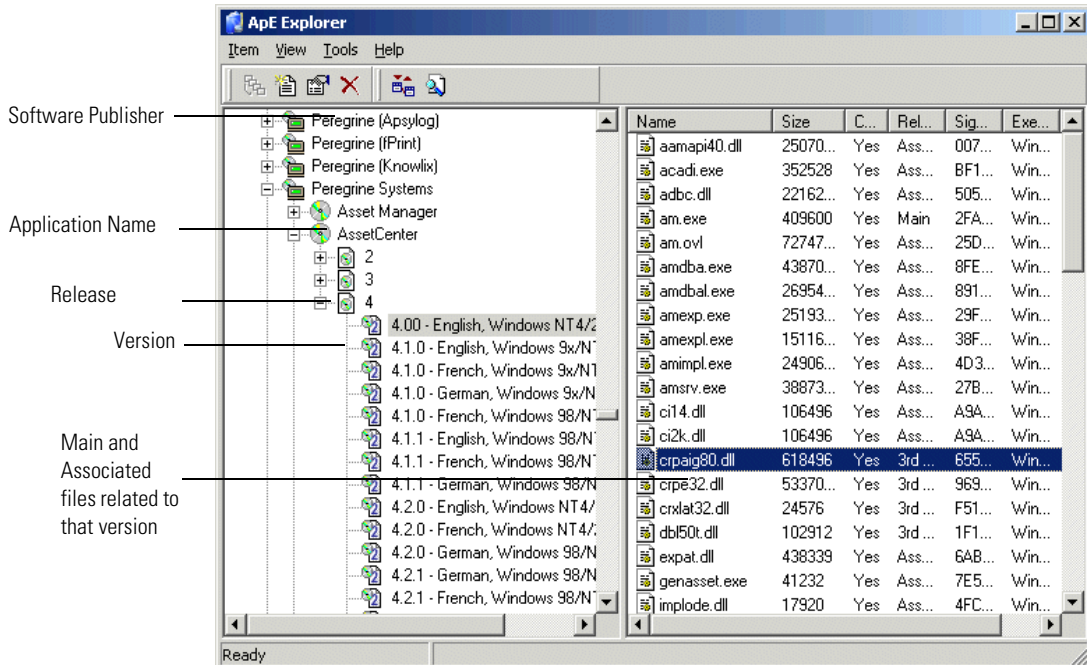 ApE Explorer
Item View Tools Help
Software Publisher
Application Name
Release
Version
Main and
Associated
files related to
that version
Peregrine (Apsylog)
Peregrine (fPrint)
Peregrine (Knowlix)
Peregrine Systems
Asset Manager
AssetCenter
2
3
4
4.00 - English, Windows NT4/2
4.1.0 - English, Windows 9x/NT
4.1.0 - French, Windows 9x/NT
4.1.0 - German, Windows 9x/N
4.1.0 - French, Windows 98/NT
4.1.1 - English, Windows 98/N
4.1.1 - French, Windows 98/NT
4.1.1 - German, Windows 98/N
4.2.0 - English, Windows NT4/
4.2.0 - French, Windows NT4/2
4.2.0 - German, Windows 98/N
4.2.1 - German, Windows 98/N
4.2.1 - French, Windows 98/NT
Name Size C... Rel... Sig... Exe...
aamapi40.dll 25070... Yes Ass... 007... Win...
acadi.exe 352528 Yes Ass... BF1... Win...
adbc.dll 22162... Yes Ass... 505... Win...
am.exe 409600 Yes Main 2FA... Win...
am.ovl 72747... Yes Ass... 25D... Win...
amdba.exe 43870... Yes Ass... 8FE... Win...
amdbal.exe 26954... Yes Ass... 891... Win...
amexp.exe 25193... Yes Ass... 29F... Win...
amexpl.exe 15116... Yes Ass... 38F... Win...
amimpl.exe 24906... Yes Ass... 4D3... Win...
amsrv.exe 38873... Yes Ass... 27B... Win...
ci14.dll 106496 Yes Ass... A9A... Win...
ci2k.dll 106496 Yes Ass... A9A... Win...
crpaig80.dll 618496 Yes 3rd ... 655... Win...
crpe32.dll 53370... Yes 3rd ... 969... Win...
crxlat32.dll 24576 Yes 3rd ... F51... Win...
dbl50t.dll 102912 Yes 3rd ... 1F1... Win...
expat.dll 438339 Yes Ass... 6AB... Win...
genasset.exe 41232 Yes Ass... 7E5... Win...
implode.dll 17920 Yes Ass... 4FC... Win...
Ready